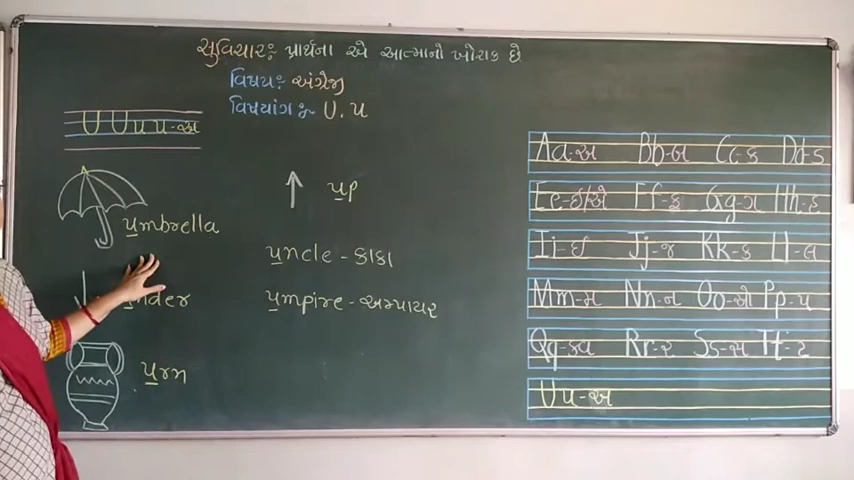 સુવિચાર: પ્રાર્થના એ આત્માનો ખોરાક છે
વિષય: અંગ્રેજી
વિષયાંગ: U. u
U U u u-અ
umbrella
under
urn
up
uncle - કાકા
umpire - અમ્પાયર
Aa-અ Bb-બ Cc-ક Dd-ડ
Ee-ઈ/એ Ff-ફ Gg-ગ Hh-હ
Ii-ઈ Jj-જ Kk-ક Ll-લ
Mm-મ Nn-ન Oo-ઓ Pp-પ
Qq-ક્વ Rr-ર Ss-સ Tt-ટ
Uu-અ